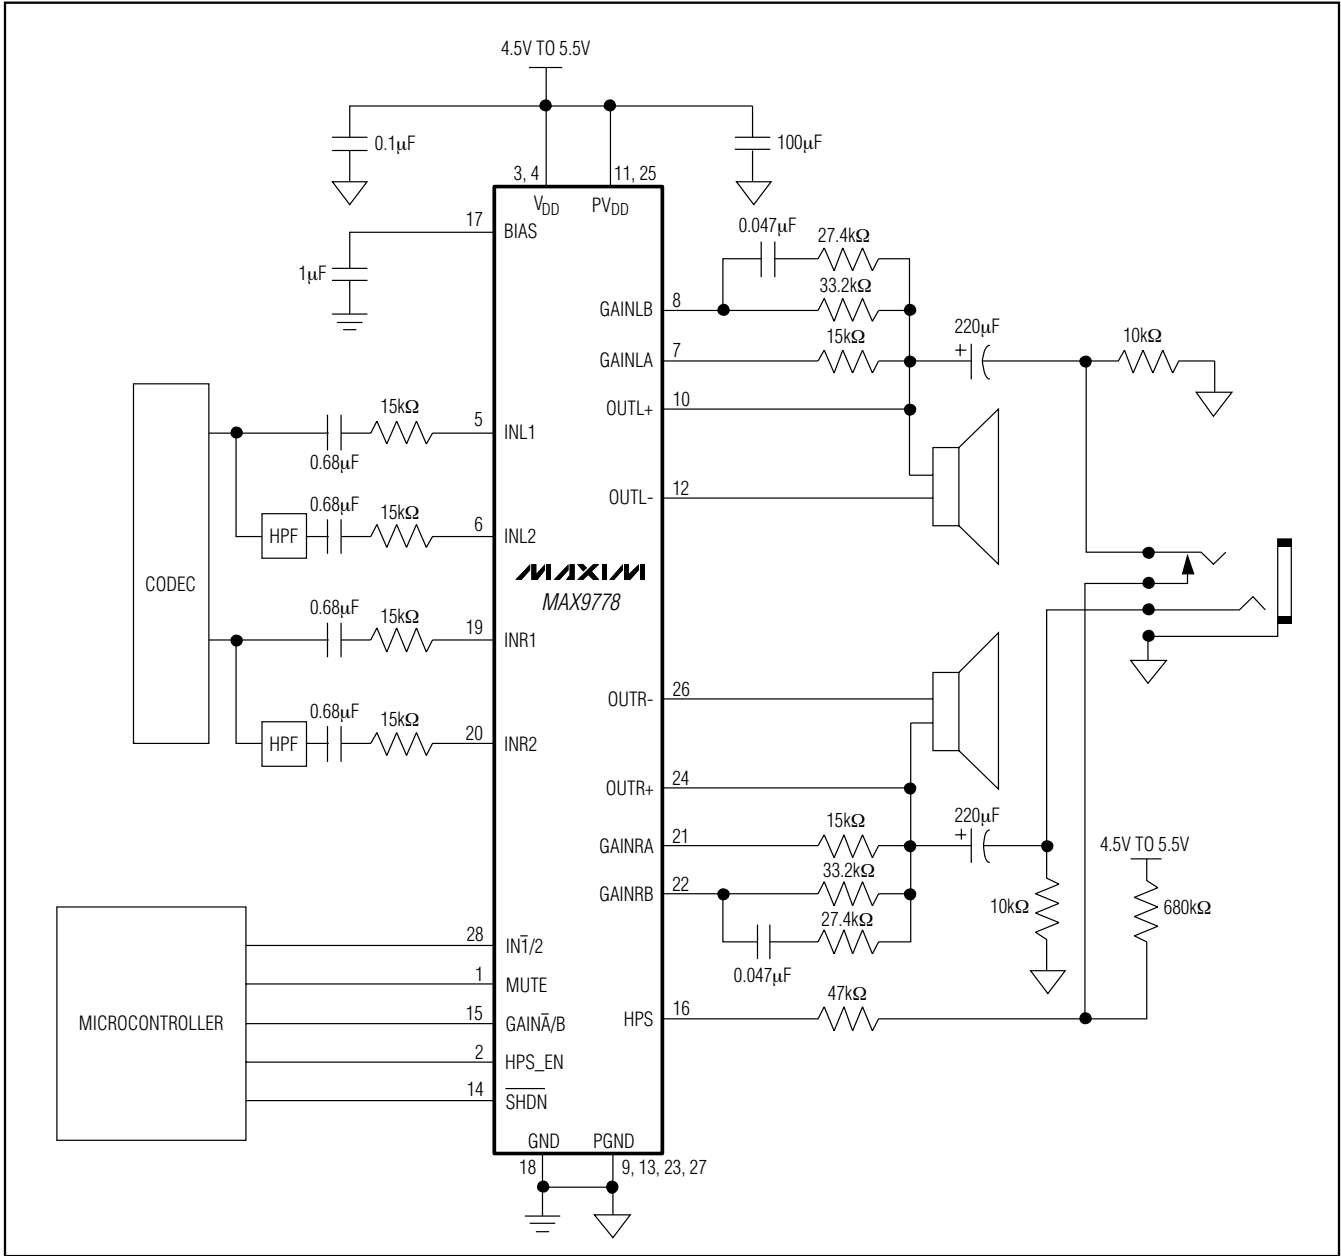 4.5V TO 5.5V
0.1µF
100µF
3, 4
11, 25
VDD
PVDD
17
BIAS
1µF
0.047µF
27.4kΩ
33.2kΩ
GAINLB
8
15kΩ
220µF
+
10kΩ
GAINLA
7
OUTL+
10
OUTL-
12
15kΩ
5
INL1
0.68µF
0.68µF
15kΩ
6
HPF
INL2
CODEC
MAXIM
MAX9778
0.68µF
15kΩ
19
INR1
0.68µF
15kΩ
20
HPF
INR2
OUTR-
26
OUTR+
24
GAINRA
21
15kΩ
220µF
+
4.5V TO 5.5V
33.2kΩ
GAINRB
22
27.4kΩ
0.047µF
10kΩ
680kΩ
MICROCONTROLLER
28
IN1̅/2
1
MUTE
15
GAINA̅/B
2
HPS_EN
14
S̅H̅D̅N̅
HPS
16
47kΩ
GND
PGND
18
9, 13, 23, 27